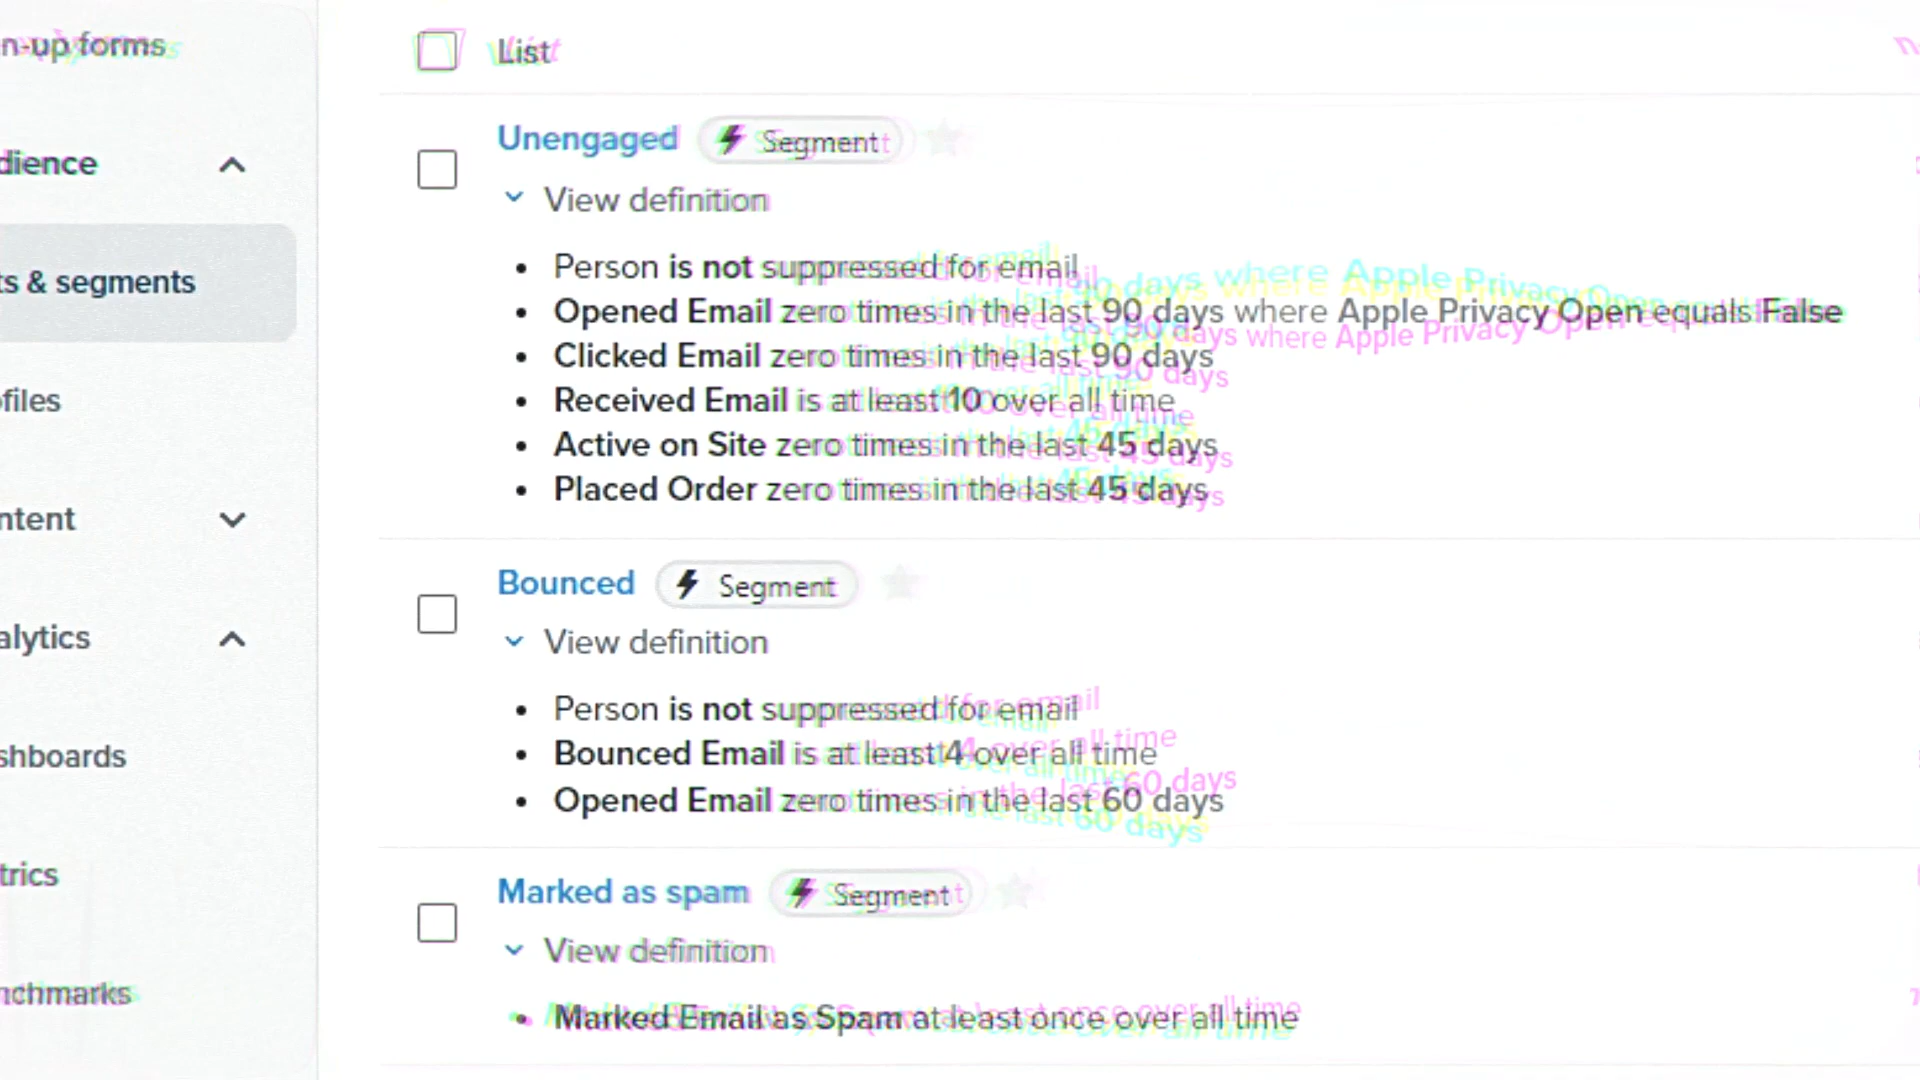 n-up forms
List
Unengaged Segment
dience
View definition
Person is not suppressed for email
ts & segments
Opened Email zero times in the last 90 days where Apple Privacy Open equals False
Clicked Email zero times in the last 90 days
ofiles
Received Email is at least 10 over all time
Active on Site zero times in the last 45 days
Placed Order zero times in the last 45 days
ntent
Bounced Segment
alytics
View definition
Person is not suppressed for email
shboards
Bounced Email is at least 4 over all time
Opened Email zero times in the last 60 days
trics
Marked as spam Segment
View definition
nchmarks
Marked Email as Spam at least once over all time